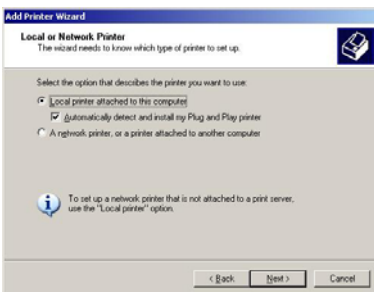 Add Printer Wizard
Local or Network Printer
The wizard needs to know which type of printer to set up.
Select the option that describes the printer you want to use:
Local printer attached to this computer
Automatically detect and install my Plug and Play printer
A network printer, or a printer attached to another computer
To set up a network printer that is not attached to a print server,
use the "Local printer" option.
< Back Next > Cancel